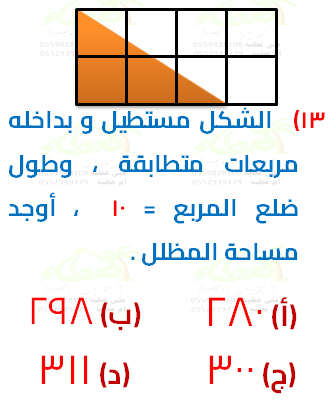 ١٣) الشكل مستطيل و بداخله
مربعات متطابقة ، وطول
ضلع المربع = ١٠ ، أوجد
مساحة المظلل .
(أ) ٢٨٠ (ب) ٢٩٨
(ج) ٣٠٠ (د) ٣١١